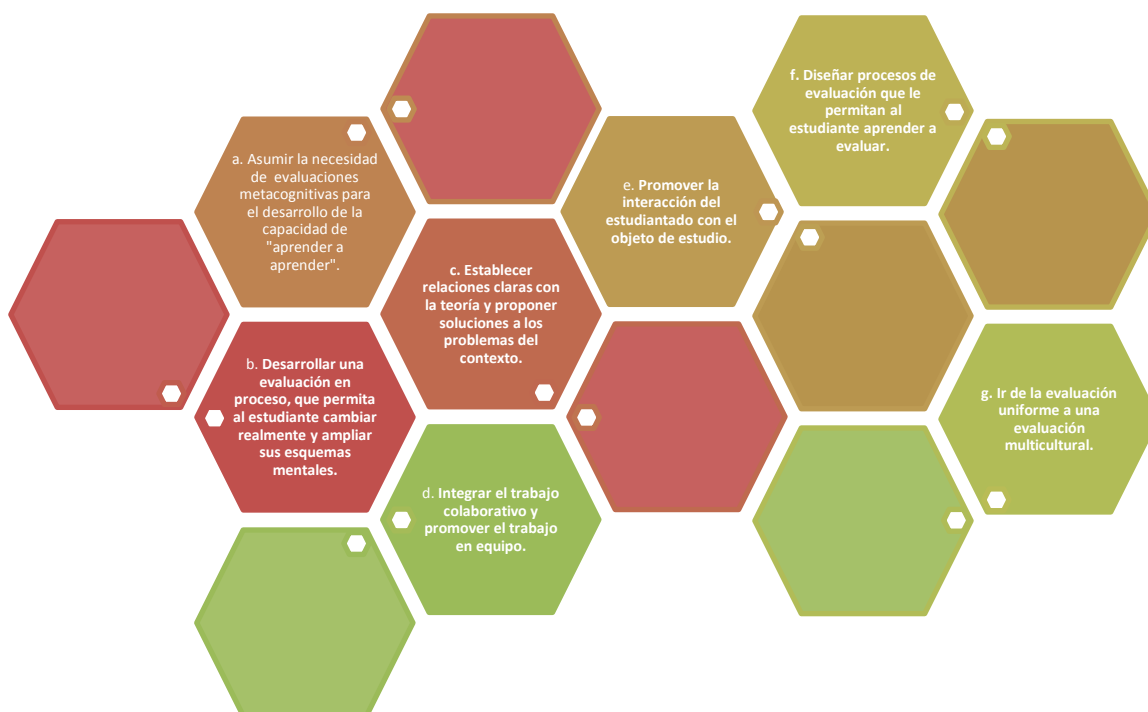 a. Asumir la necesidad
de evaluaciones
metacognitivas para
el desarrollo de la
capacidad de
"aprender a
aprender".
b. Desarrollar una
evaluación en
proceso, que permita
al estudiante cambiar
realmente y ampliar
sus esquemas
mentales.
c. Establecer
relaciones claras con
la teoría y proponer
soluciones a los
problemas del
contexto.
d. Integrar el trabajo
colaborativo y
promover el trabajo
en equipo.
e. Promover la
interacción del
estudiantado con el
objeto de estudio.
f. Diseñar procesos de
evaluación que le
permitan al
estudiante aprender a
evaluar.
g. Ir de la evaluación
uniforme a una
evaluación
multicultural.